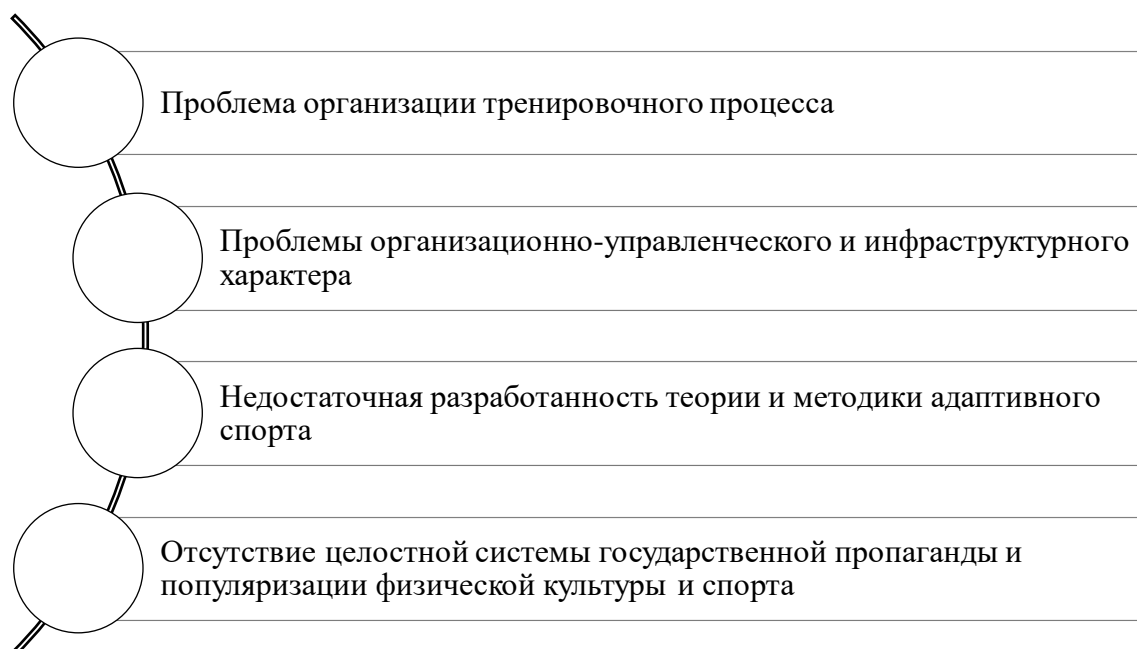 Проблема организации тренировочного процесса
Проблемы организационно-управленческого и инфраструктурного
характера
Недостаточная разработанность теории и методики адаптивного
спорта
Отсутствие целостной системы государственной пропаганды и
популяризации физической культуры и спорта